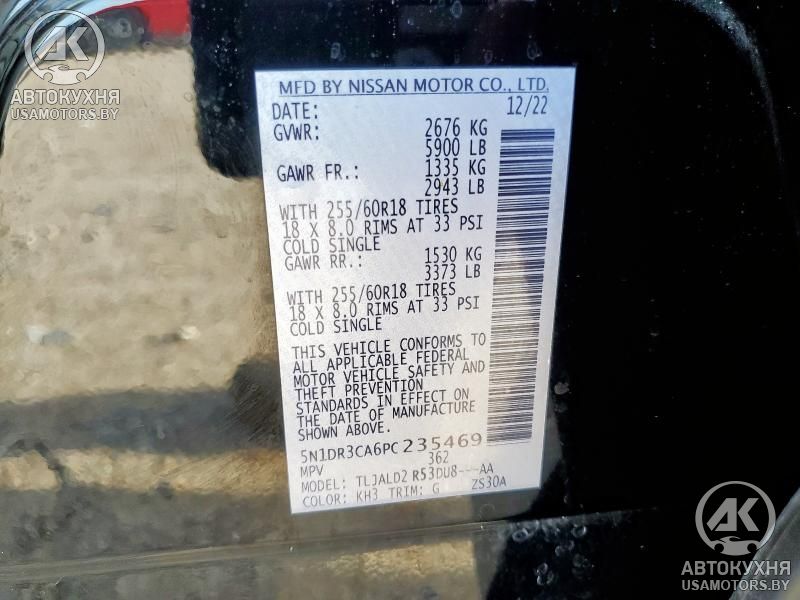 AK
АВТОКУХНЯ
USAMOTORS.BY
MFD BY NISSAN MOTOR CO., LTD.
DATE: 12/22
GVWR: 2676 KG
5900 LB
GAWR FR.: 1335 KG
2943 LB
WITH 255/60R18 TIRES
18 X 8.0 RIMS AT 33 PSI
COLD SINGLE
GAWR RR.: 1530 KG
3373 LB
WITH 255/60R18 TIRES
18 X 8.0 RIMS AT 33 PSI
COLD SINGLE
THIS VEHICLE CONFORMS TO
ALL APPLICABLE FEDERAL
MOTOR VEHICLE SAFETY AND
THEFT PREVENTION
STANDARDS IN EFFECT ON
THE DATE OF MANUFACTURE
SHOWN ABOVE.
5N1DR3CA6PC235469
MPV 362
MODEL: TLJALD2 R53DU8---AA
COLOR: KH3 TRIM: G ZS30A
AK
АВТОКУХНЯ
USAMOTORS.BY